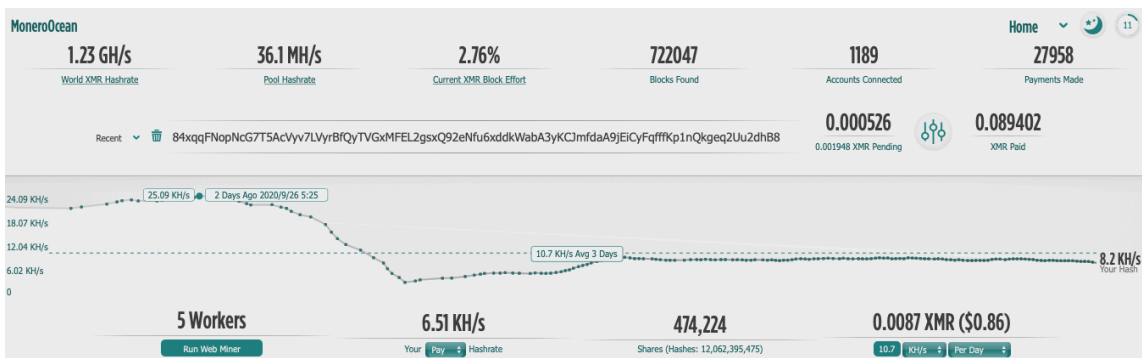 MoneroOcean
Home
11
1.23 GH/s
World XMR Hashrate
36.1 MH/s
Pool Hashrate
2.76%
Current XMR Block Effort
722047
Blocks Found
1189
Accounts Connected
27958
Payments Made
Recent
84xqqFNopNcG7T5AcVyv7LVyrBfQyTVGxMFEL2gsxQ92eNfu6xddkWabA3yKCJmfdaA9jEiCyFqfffKp1nQkgeq2Uu2dhB8
0.000526
0.001948 XMR Pending
0.089402
XMR Paid
24.09 KH/s
25.09 KH/s
2 Days Ago 2020/9/26 5:25
18.07 KH/s
12.04 KH/s
10.7 KH/s Avg 3 Days
6.02 KH/s
8.2 KH/s
Your Hash
0
5 Workers
Run Web Miner
6.51 KH/s
Your Pay Hashrate
474,224
Shares (Hashes: 12,062,395,475)
0.0087 XMR ($0.86)
10.7 KH/s Per Day